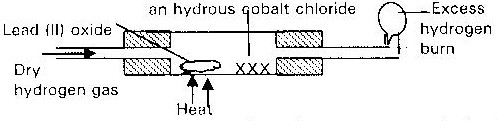 an hydrous cobalt chloride
Excess
hydrogen
burn
Lead (II) oxide
XXX
Dry
hydrogen gas
Heat